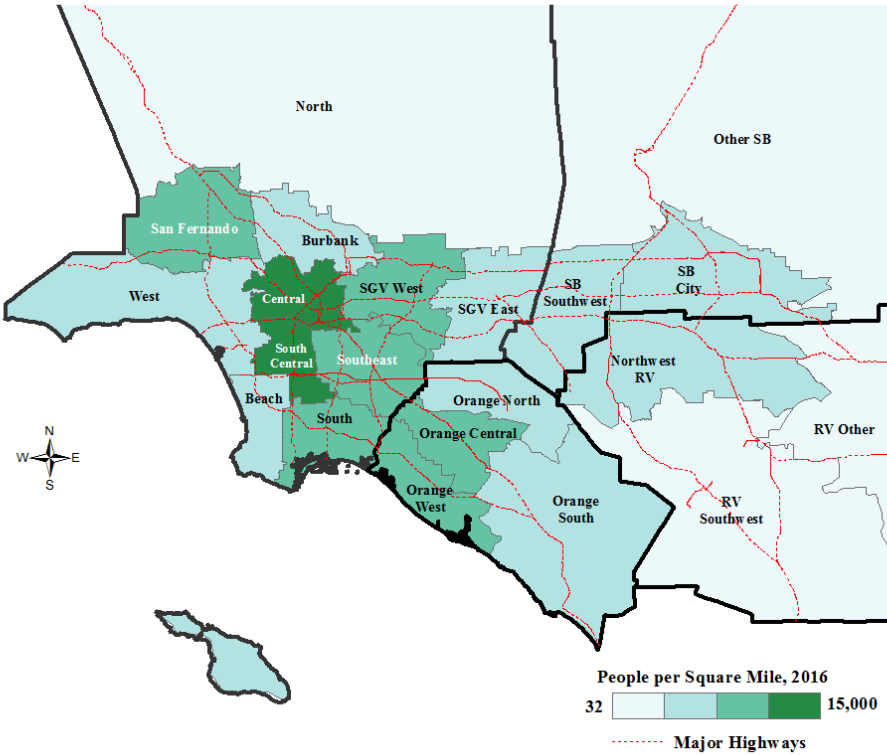 North
Other SB
San Fernando
Burbank
West
Central
SGV West
SGV East
SB
Southwest
SB
City
South
Central
Southeast
Northwest
RV
Beach
Orange North
South
Orange Central
RV Other
N
W
E
S
Orange
West
Orange
South
RV
Southwest
People per Square Mile, 2016
32
15,000
Major Highways